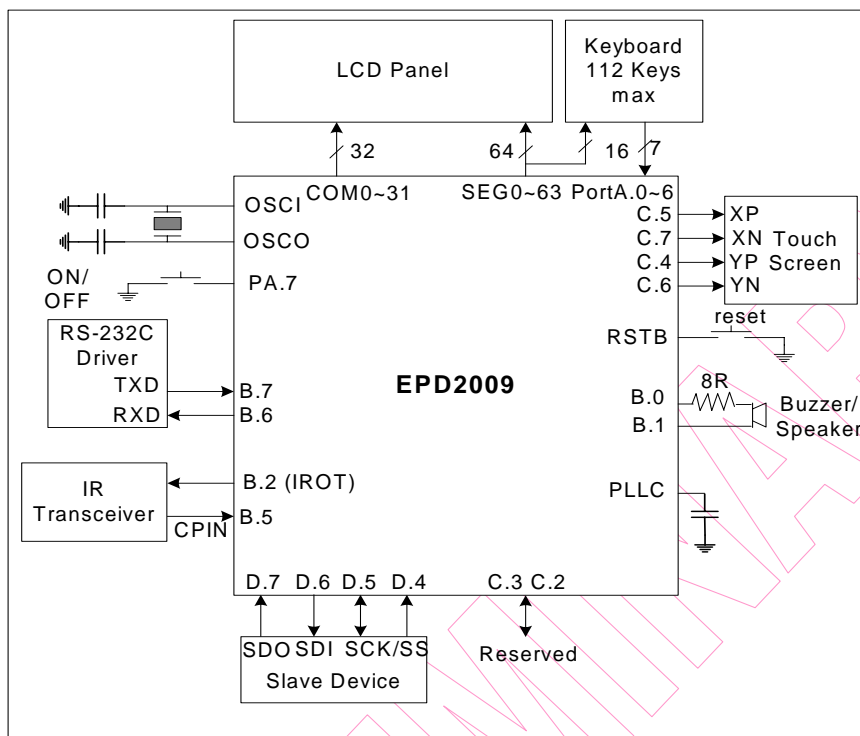 LCD Panel
Keyboard
112 Keys
max
32
64
16
7
COM0~31
SEG0~63
PortA.0~6
OSCI
OSCO
ON/
OFF
PA.7
C.5
XP
C.7
XN
Touch
C.4
YP
Screen
C.6
YN
reset
RSTB
RS-232C
Driver
TXD
B.7
RXD
B.6
EPD2009
8R
B.0
B.1
Buzzer/
Speaker
IR
Transceiver
B.2 (IROT)
CPIN
B.5
PLLC
D.7
D.6
D.5
D.4
C.3 C.2
SDO
SDI
SCK/SS
Slave Device
Reserved